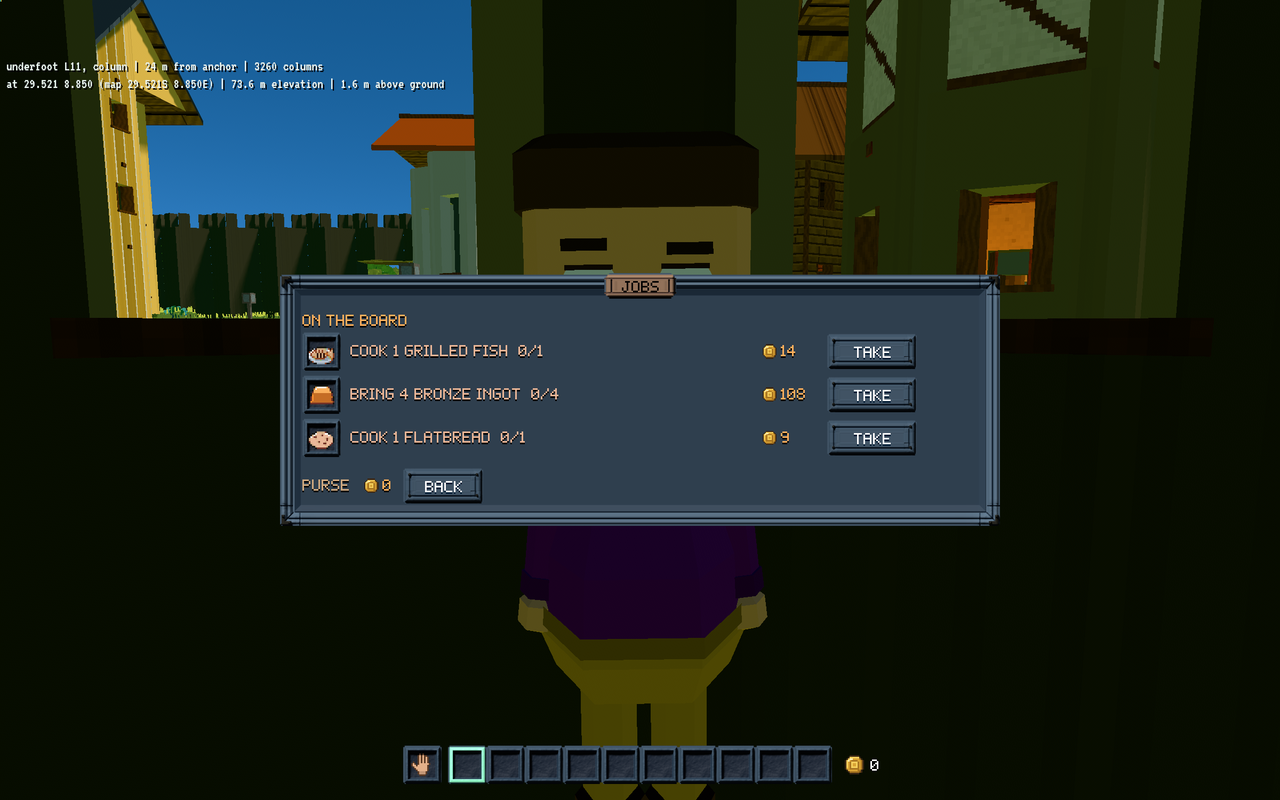 underfoot L11, column | 24 m from anchor | 3260 columns
at 29.521 8.850 (map 29.521S 8.850E) | 73.6 m elevation | 1.6 m above ground
JOBS
ON THE BOARD
COOK 1 GRILLED FISH 0/1 14 TAKE
BRING 4 BRONZE INGOT 0/4 108 TAKE
COOK 1 FLATBREAD 0/1 9 TAKE
PURSE 0 BACK
0